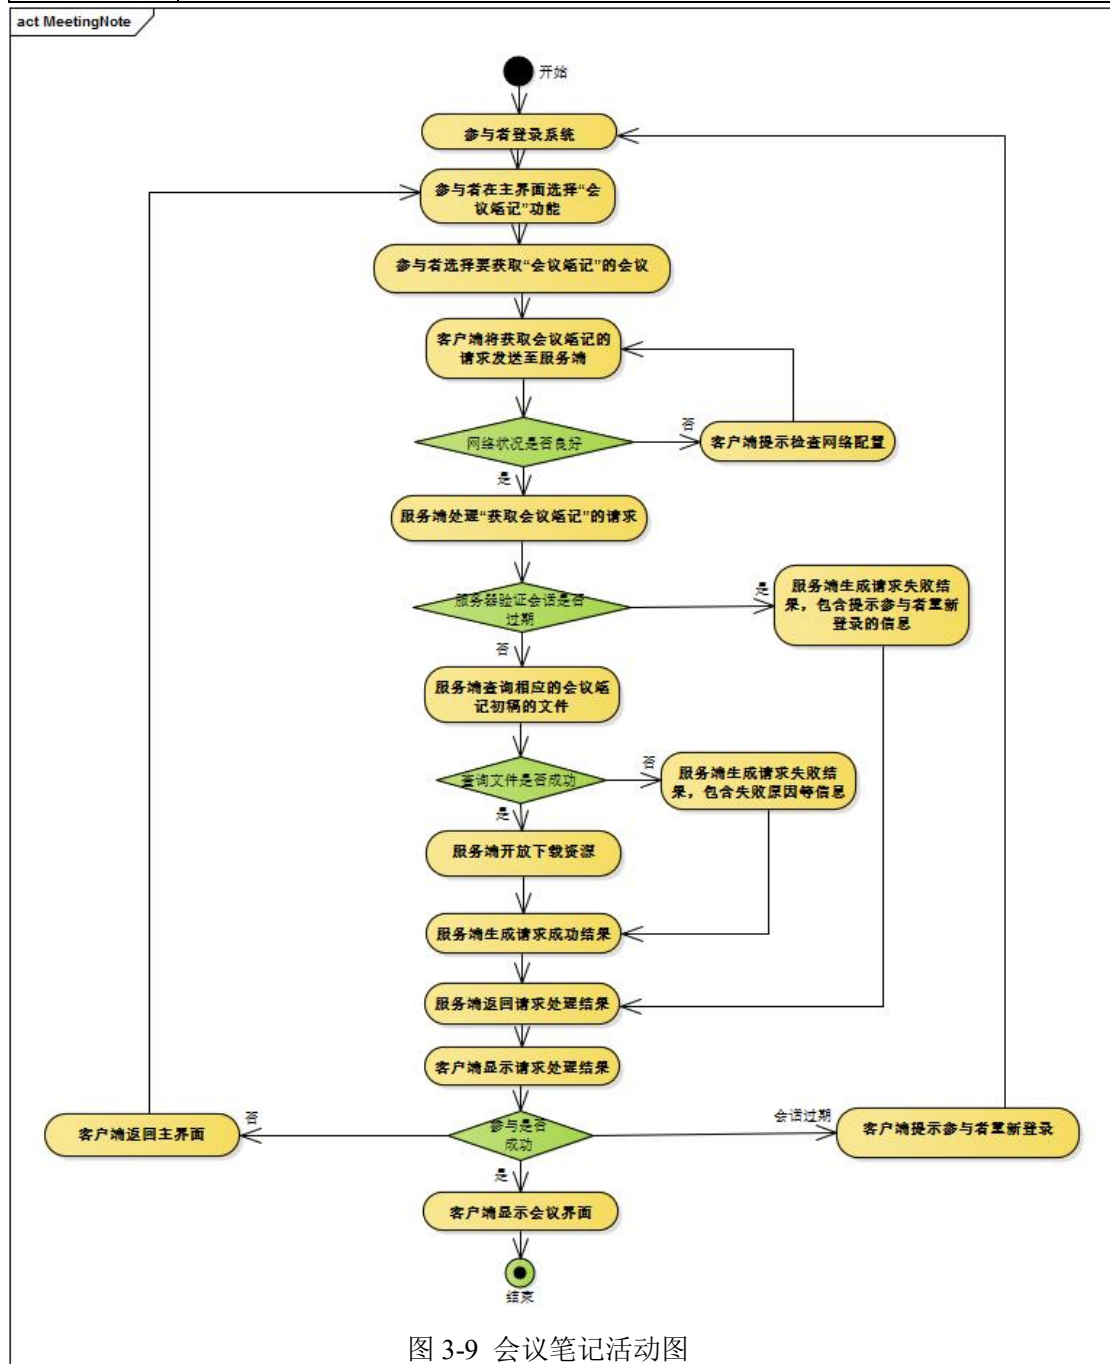 act MeetingNote
开始
参与者登录系统
参与者在主界面选择“会
议笔记”功能
参与者选择要获取“会议笔记”的会议
客户端将获取会议笔记的
请求发送至服务端
网络状况是否良好
否
客户端提示检查网络配置
是
服务端处理“获取会议笔记”的请求
服务器验证会话是否
过期
是
服务端生成请求失败结
果，包含提示参与者重新
登录的信息
否
服务端查询相应的会议笔
记初稿的文件
查询文件是否成功
否
服务端生成请求失败结
果，包含失败原因等信息
是
服务端开放下载资源
服务端生成请求成功结果
服务端返回请求处理结果
客户端显示请求处理结果
参与是否
成功
否
客户端返回主界面
会话过期
客户端提示参与者重新登录
是
客户端显示会议界面
结束
图 3-9 会议笔记活动图